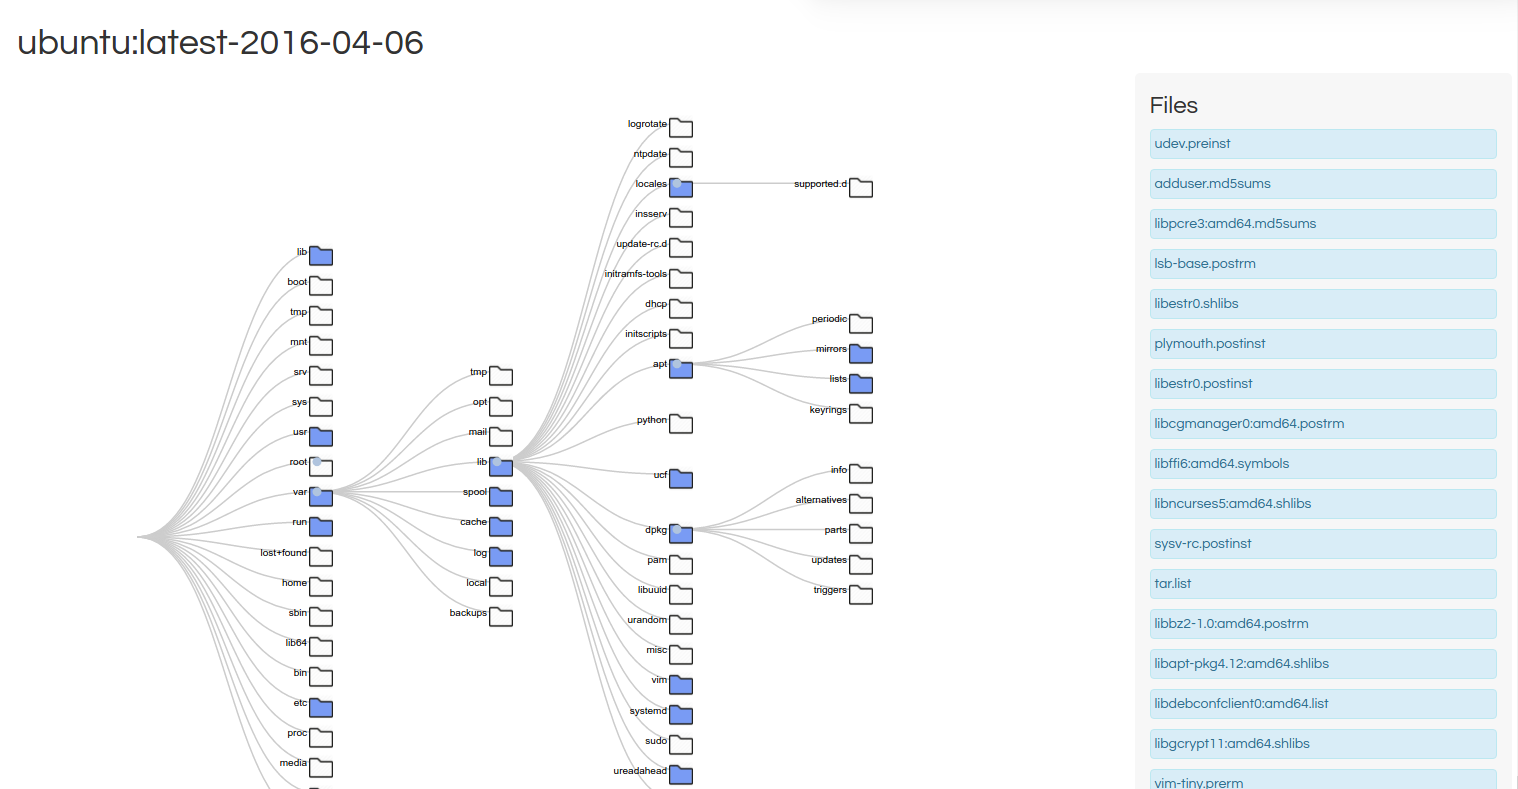 ubuntu:latest-2016-04-06
lib
boot
tmp
mnt
srv
sys
usr
root
var
run
lost+found
home
sbin
lib64
bin
etc
proc
media
tmp
opt
mail
lib
spool
cache
log
local
backups
logrotate
ntpdate
locales
insserv
update-rc.d
initramfs-tools
dhcp
initscripts
apt
python
ucf
dpkg
pam
libuuid
urandom
misc
vim
systemd
sudo
ureadahead
supported.d
periodic
mirrors
lists
keyrings
info
alternatives
parts
updates
triggers
Files
udev.preinst
adduser.md5sums
libpcre3:amd64.md5sums
lsb-base.postrm
libestr0.shlibs
plymouth.postinst
libestr0.postinst
libcgmanager0:amd64.postrm
libffi6:amd64.symbols
libncurses5:amd64.shlibs
sysv-rc.postinst
tar.list
libbz2-1.0:amd64.postrm
libapt-pkg4.12:amd64.shlibs
libdebconfclient0:amd64.list
libgcrypt11:amd64.shlibs
vim-tiny.prerm